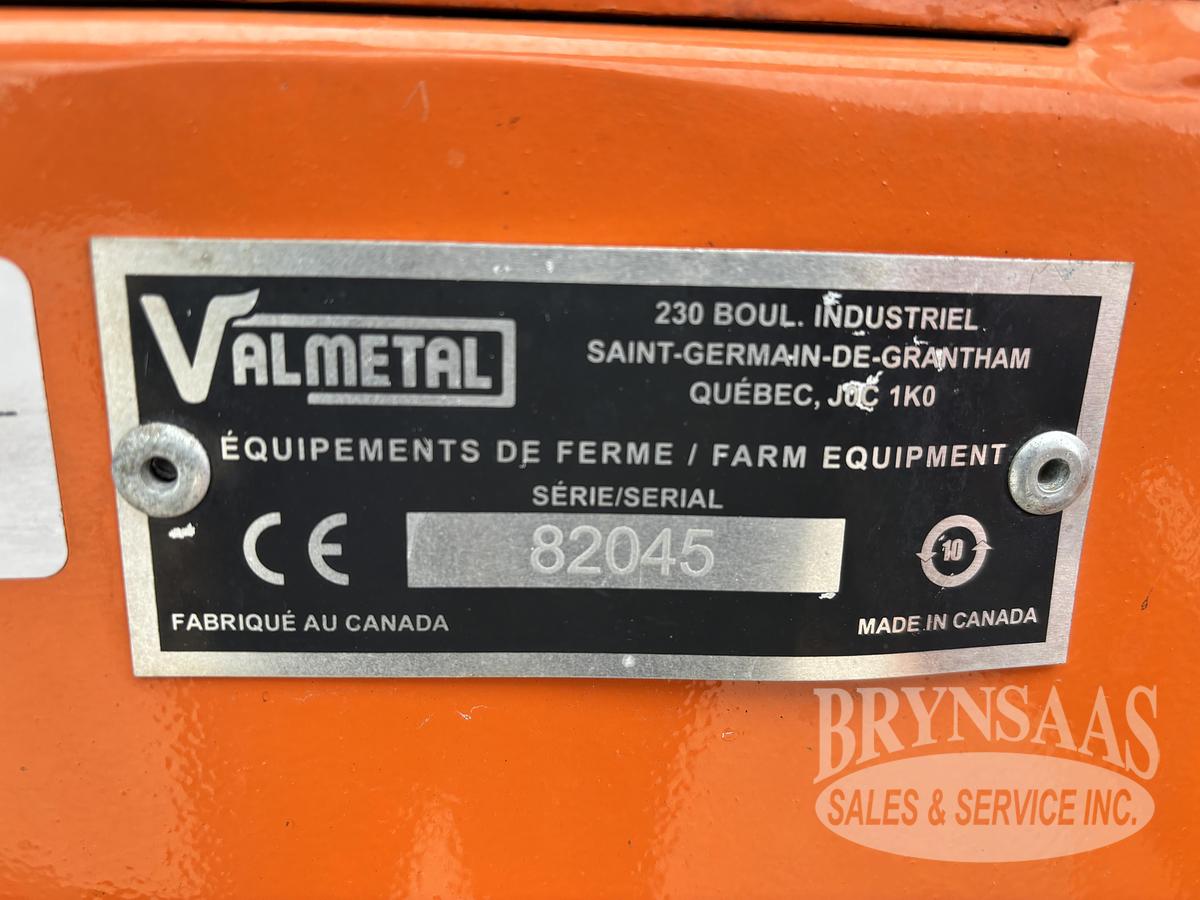 VALMETAL
230 BOUL. INDUSTRIEL
SAINT-GERMAIN-DE-GRANTHAM
QUÉBEC, J0C 1K0
ÉQUIPEMENTS DE FERME / FARM EQUIPMENT
SÉRIE/SERIAL
CE
82045
10
FABRIQUÉ AU CANADA
MADE IN CANADA
BRYNSAAS
SALES & SERVICE INC.